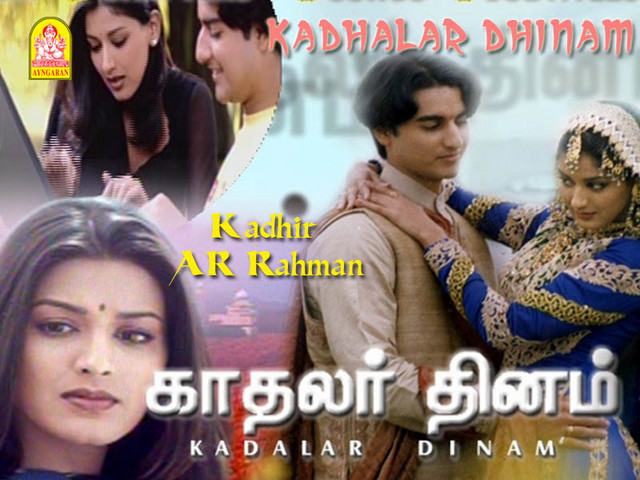 KADHALAR DHINAM
AYNGARAN
Kadhir
AR Rahman
காதலர் தினம்
KADALAR DINAM